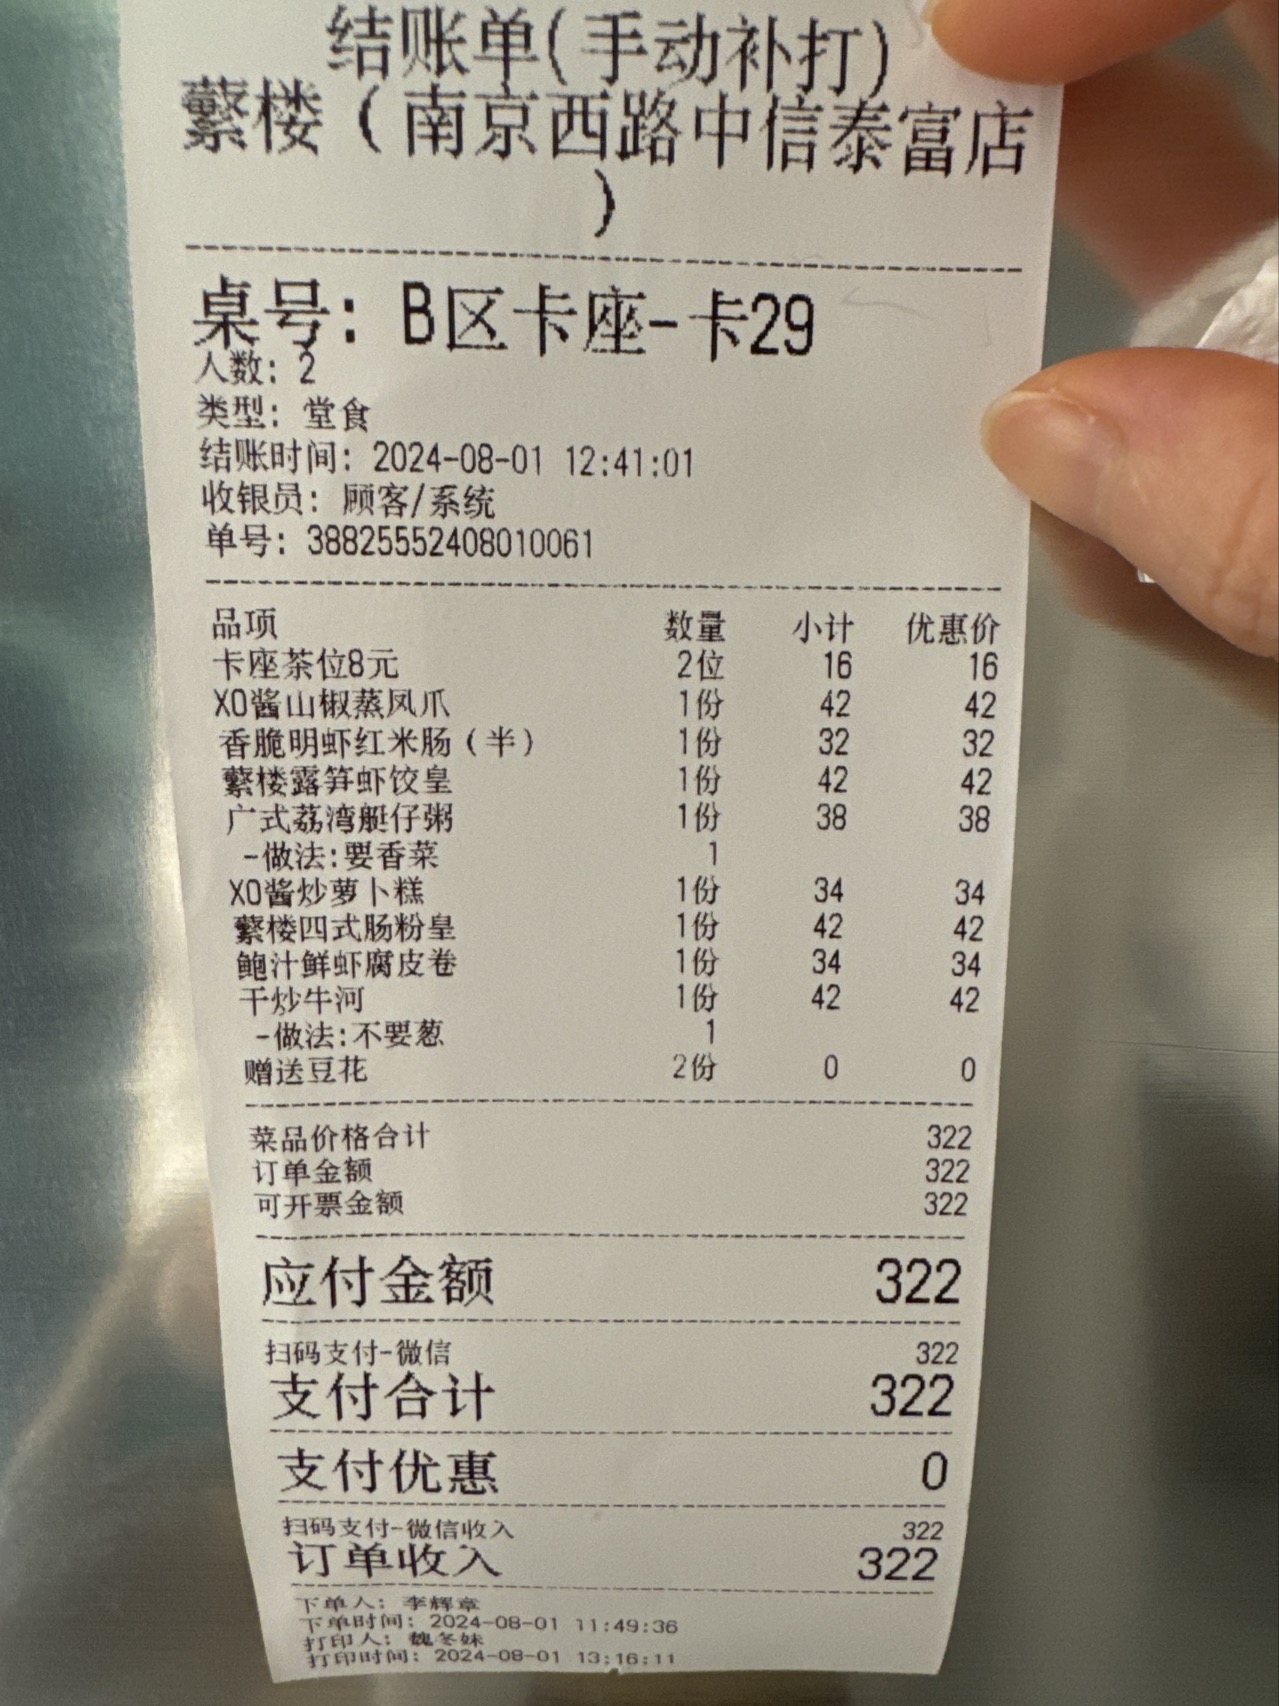 结账单(手动补打)
蘩楼（南京西路中信泰富店
）
桌号: B区卡座-卡29
人数: 2
类型: 堂食
结账时间: 2024-08-01 12:41:01
收银员: 顾客/系统
单号: 38825552408010061
品项 数量 小计 优惠价
卡座茶位8元 2位 16 16
XO酱山椒蒸凤爪 1份 42 42
香脆明虾红米肠（半） 1份 32 32
蘩楼露笋虾饺皇 1份 42 42
广式荔湾艇仔粥 1份 38 38
-做法:要香菜 1
XO酱炒萝卜糕 1份 34 34
蘩楼四式肠粉皇 1份 42 42
鲍汁鲜虾腐皮卷 1份 34 34
干炒牛河 1份 42 42
-做法:不要葱 1
赠送豆花 2份 0 0
菜品价格合计 322
订单金额 322
可开票金额 322
应付金额 322
扫码支付-微信 322
支付合计 322
支付优惠 0
扫码支付-微信收入 322
订单收入 322
下单人: 李辉章
下单时间: 2024-08-01 11:49:36
打印人: 魏冬妹
打印时间: 2024-08-01 13:16:11